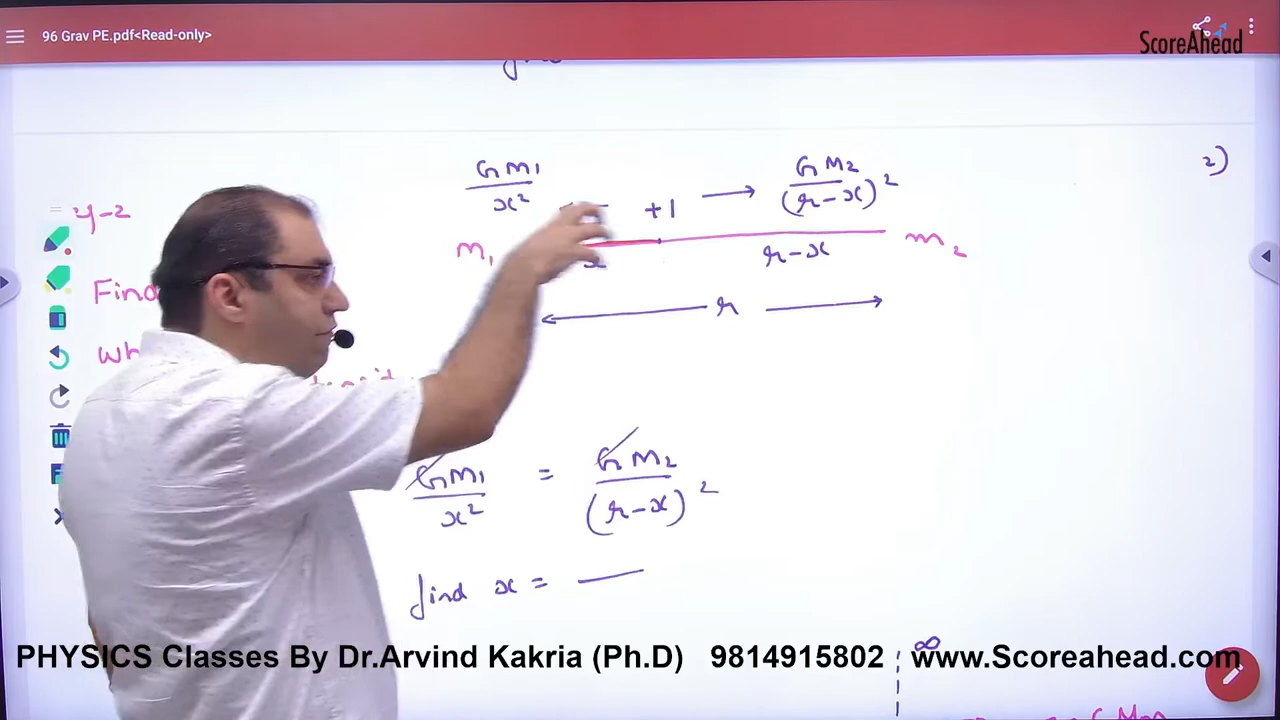 96 Grav PE.pdf<Read-only>
ScoreAhead
GM₁/x² +1 → GM₂/(r-x)² 2)
= y-2
M₁ x r-x m₂
Find
r
Wh
GM₁/x² = GM₂/(r-x)²
find x = —
∞
PHYSICS Classes By Dr.Arvind Kakria (Ph.D) 9814915802 www.Scoreahead.com